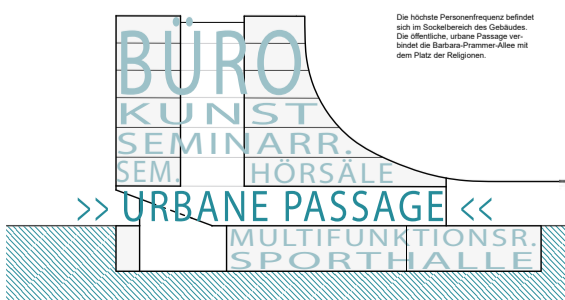 Die höchste Personenfrequenz befindet
sich im Sockelbereich des Gebäudes.
Die öffentliche, urbane Passage ver-
bindet die Barbara-Prammer-Allee mit
dem Platz der Religionen.
BÜRO
KUNST
SEMINARR.
SEM. HÖRSÄLE
>> URBANE PASSAGE <<
MULTIFUNKTIONSR.
SPORTHALLE